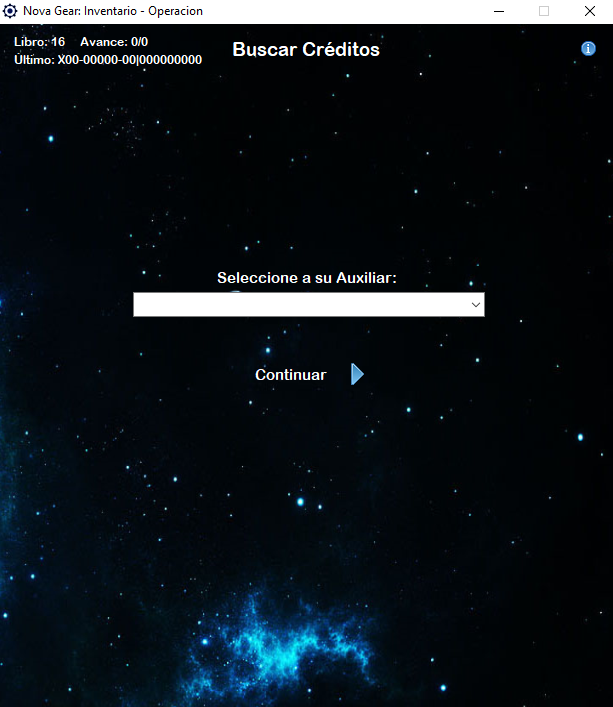 Nova Gear: Inventario - Operacion
Libro: 16 Avance: 0/0
Buscar Créditos
Último: X00-00000-00|000000000
Seleccione a su Auxiliar:
Continuar